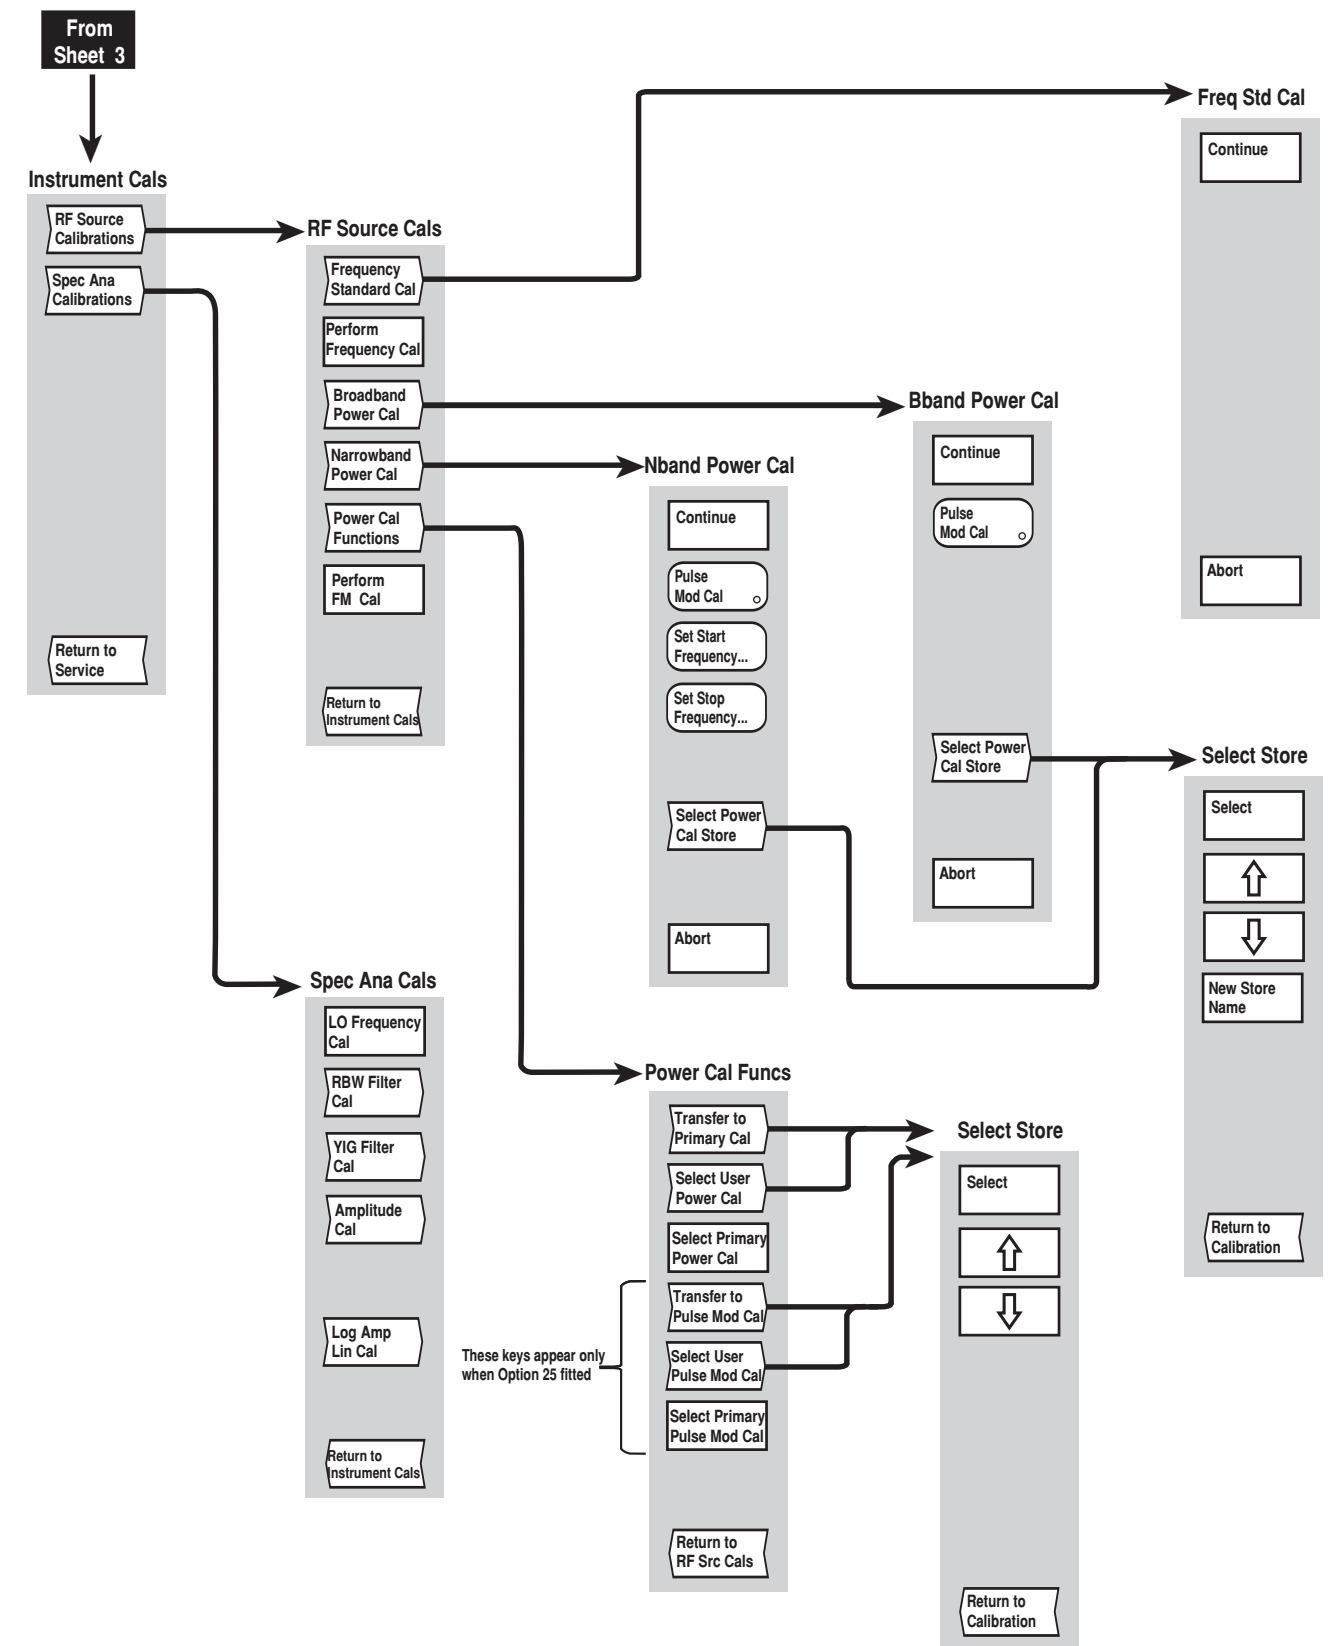 From
Sheet 3
Instrument Cals
RF Source
Calibrations
Spec Ana
Calibrations
Return to
Service
RF Source Cals
Frequency
Standard Cal
Perform
Frequency Cal
Broadband
Power Cal
Narrowband
Power Cal
Power Cal
Functions
Perform
FM Cal
Return to
Instrument Cals
Spec Ana Cals
LO Frequency
Cal
RBW Filter
Cal
YIG Filter
Cal
Amplitude
Cal
Log Amp
Lin Cal
Return to
Instrument Cals
Nband Power Cal
Continue
Pulse
Mod Cal
Set Start
Frequency...
Set Stop
Frequency...
Select Power
Cal Store
Abort
Power Cal Funcs
Transfer to
Primary Cal
Select User
Power Cal
Select Primary
Power Cal
Transfer to
Pulse Mod Cal
Select User
Pulse Mod Cal
Select Primary
Pulse Mod Cal
Return to
RF Src Cals
These keys appear only
when Option 25 fitted
Bband Power Cal
Continue
Pulse
Mod Cal
Select Power
Cal Store
Abort
Select Store
Select
Return to
Calibration
Freq Std Cal
Continue
Abort
Select Store
Select
New Store
Name
Return to
Calibration